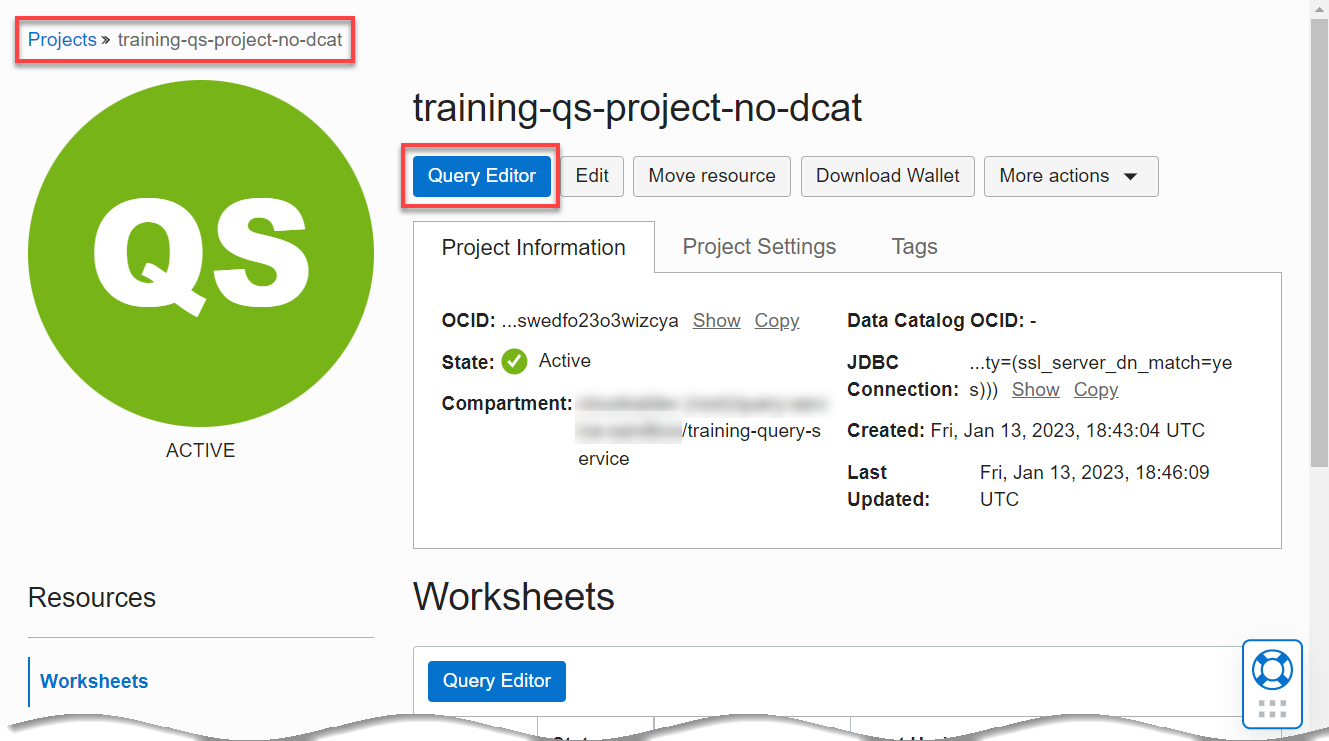 Projects » training-qs-project-no-dcat
QS
ACTIVE
training-qs-project-no-dcat
Query Editor
Edit
Move resource
Download Wallet
More actions
Project Information
Project Settings
Tags
OCID: ...swedfo23o3wizcya Show Copy
State: Active
Compartment:
/training-query-s
ervice
Data Catalog OCID: -
JDBC ...ty=(ssl_server_dn_match=ye
Connection: s))) Show Copy
Created: Fri, Jan 13, 2023, 18:43:04 UTC
Last Fri, Jan 13, 2023, 18:46:09
Updated: UTC
Resources
Worksheets
Worksheets
Query Editor